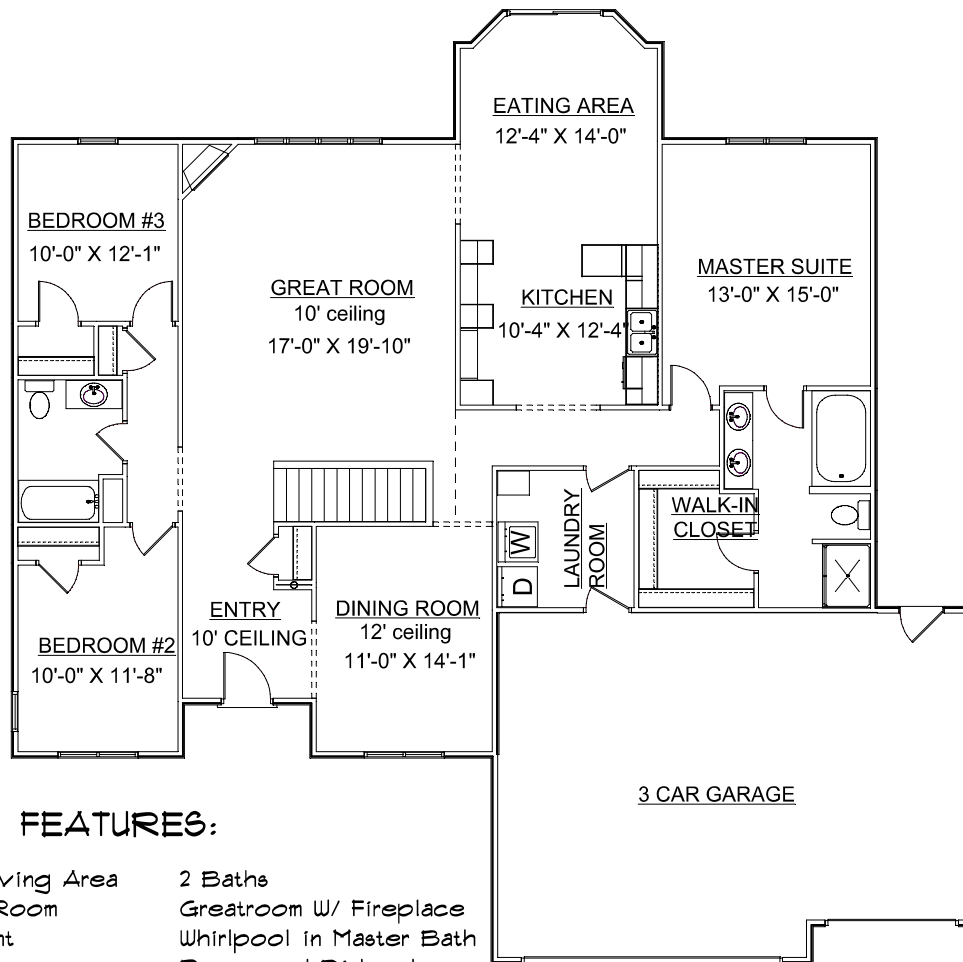 EATING AREA
12'-4" X 14'-0"
BEDROOM #3
10'-0" X 12'-1"
GREAT ROOM
10' ceiling
17'-0" X 19'-10"
KITCHEN
10'-4" X 12'-4"
MASTER SUITE
13'-0" X 15'-0"
WALK-IN
CLOSET
LAUNDRY
ROOM
W
D
ENTRY
10' CEILING
DINING ROOM
12' ceiling
11'-0" X 14'-1"
BEDROOM #2
10'-0" X 11'-8"
3 CAR GARAGE
FEATURES:
ving Area
Room
nt
2 Baths
Greatroom W/ Fireplace
Whirlpool in Master Bath